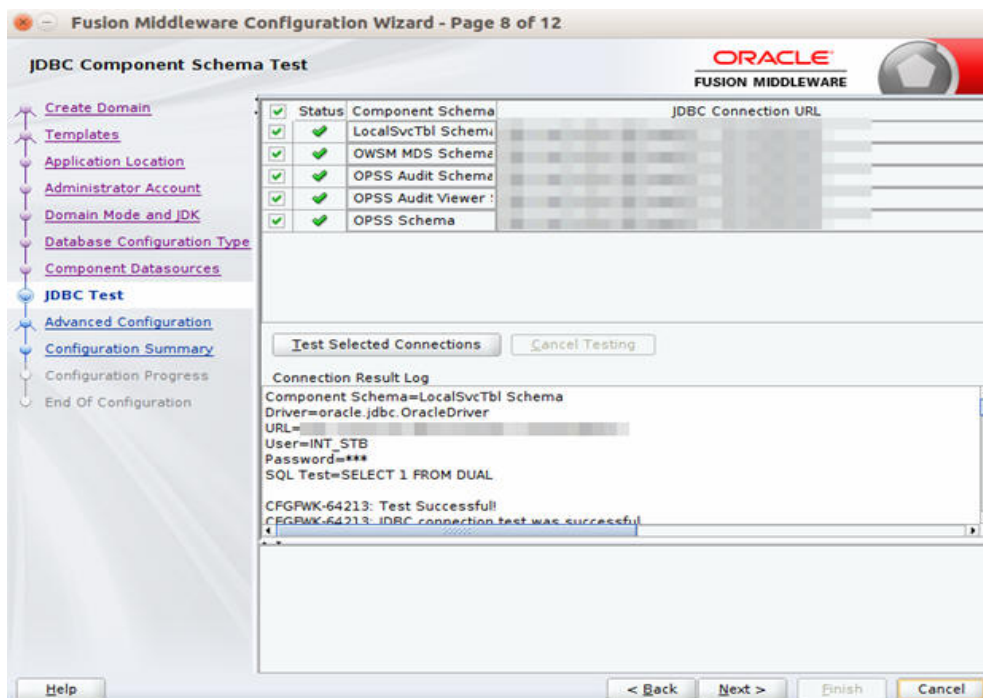 Fusion Middleware Configuration Wizard - Page 8 of 12
JDBC Component Schema Test
ORACLE
FUSION MIDDLEWARE
Create Domain
Templates
Application Location
Administrator Account
Domain Mode and JDK
Database Configuration Type
Component Datasources
JDBC Test
Advanced Configuration
Configuration Summary
Configuration Progress
End Of Configuration
Status Component Schema JDBC Connection URL
LocalSvcTbl Schema
OWSM MDS Schema
OPSS Audit Schema
OPSS Audit Viewer S
OPSS Schema
Test Selected Connections Cancel Testing
Connection Result Log
Component Schema=LocalSvcTbl Schema
Driver=oracle.jdbc.OracleDriver
URL=
User=INT_STB
Password=***
SQL Test=SELECT 1 FROM DUAL
CFGFWK-64213: Test Successful!
CFGFWK-64213: JDBC connection test was successful
Help < Back Next > Finish Cancel